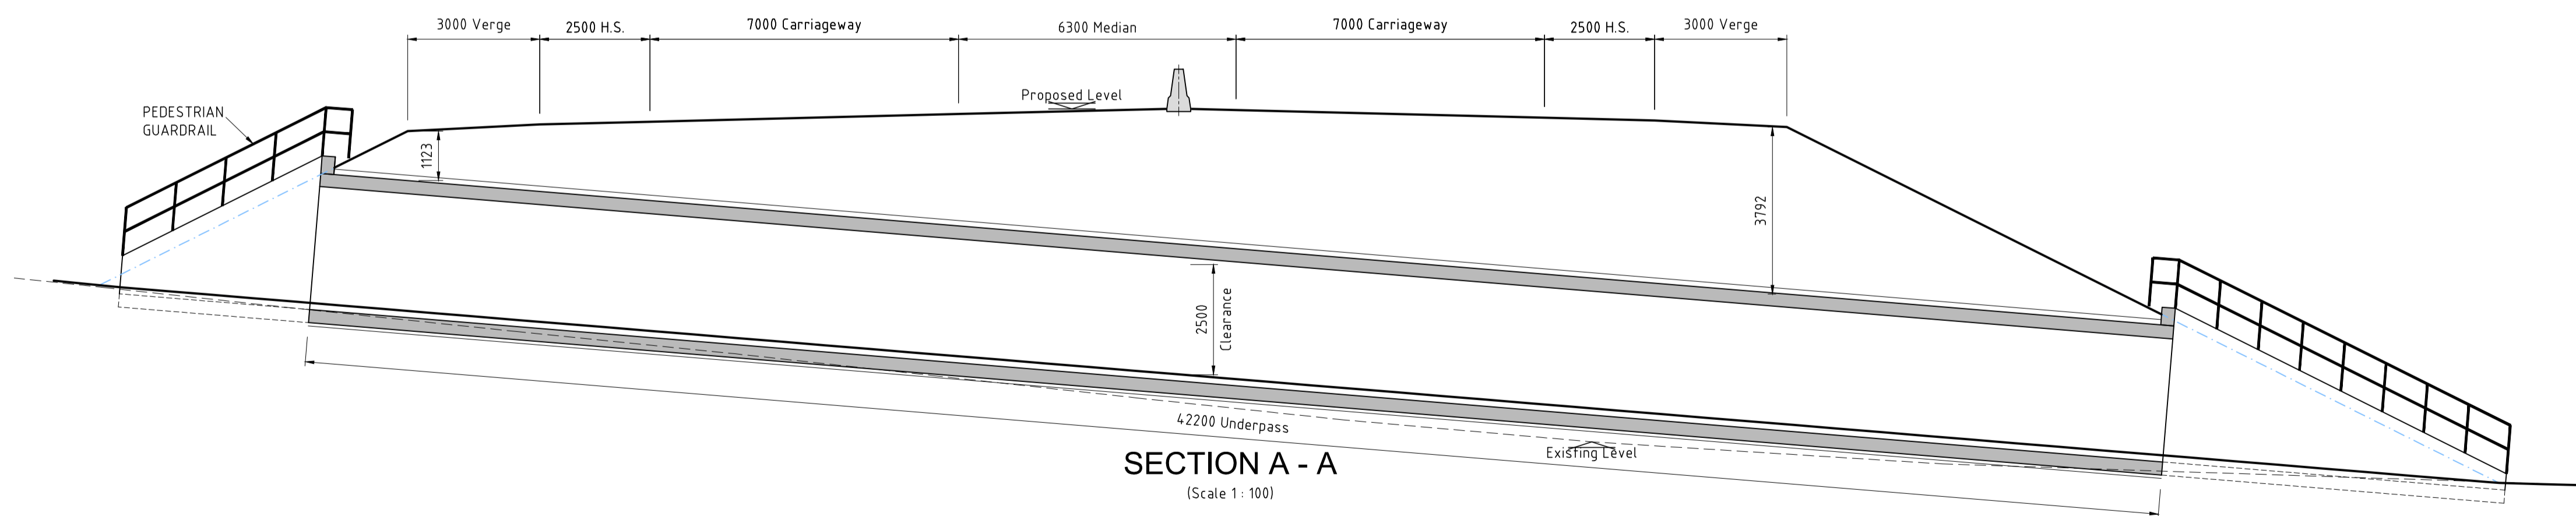 3000 Verge
2500 H.S.
7000 Carriageway
6300 Median
7000 Carriageway
2500 H.S.
3000 Verge
Proposed Level
PEDESTRIAN
GUARDRAIL
1123
3792
2500
Clearance
42200 Underpass
Existing Level
SECTION A - A
(Scale 1 : 100)